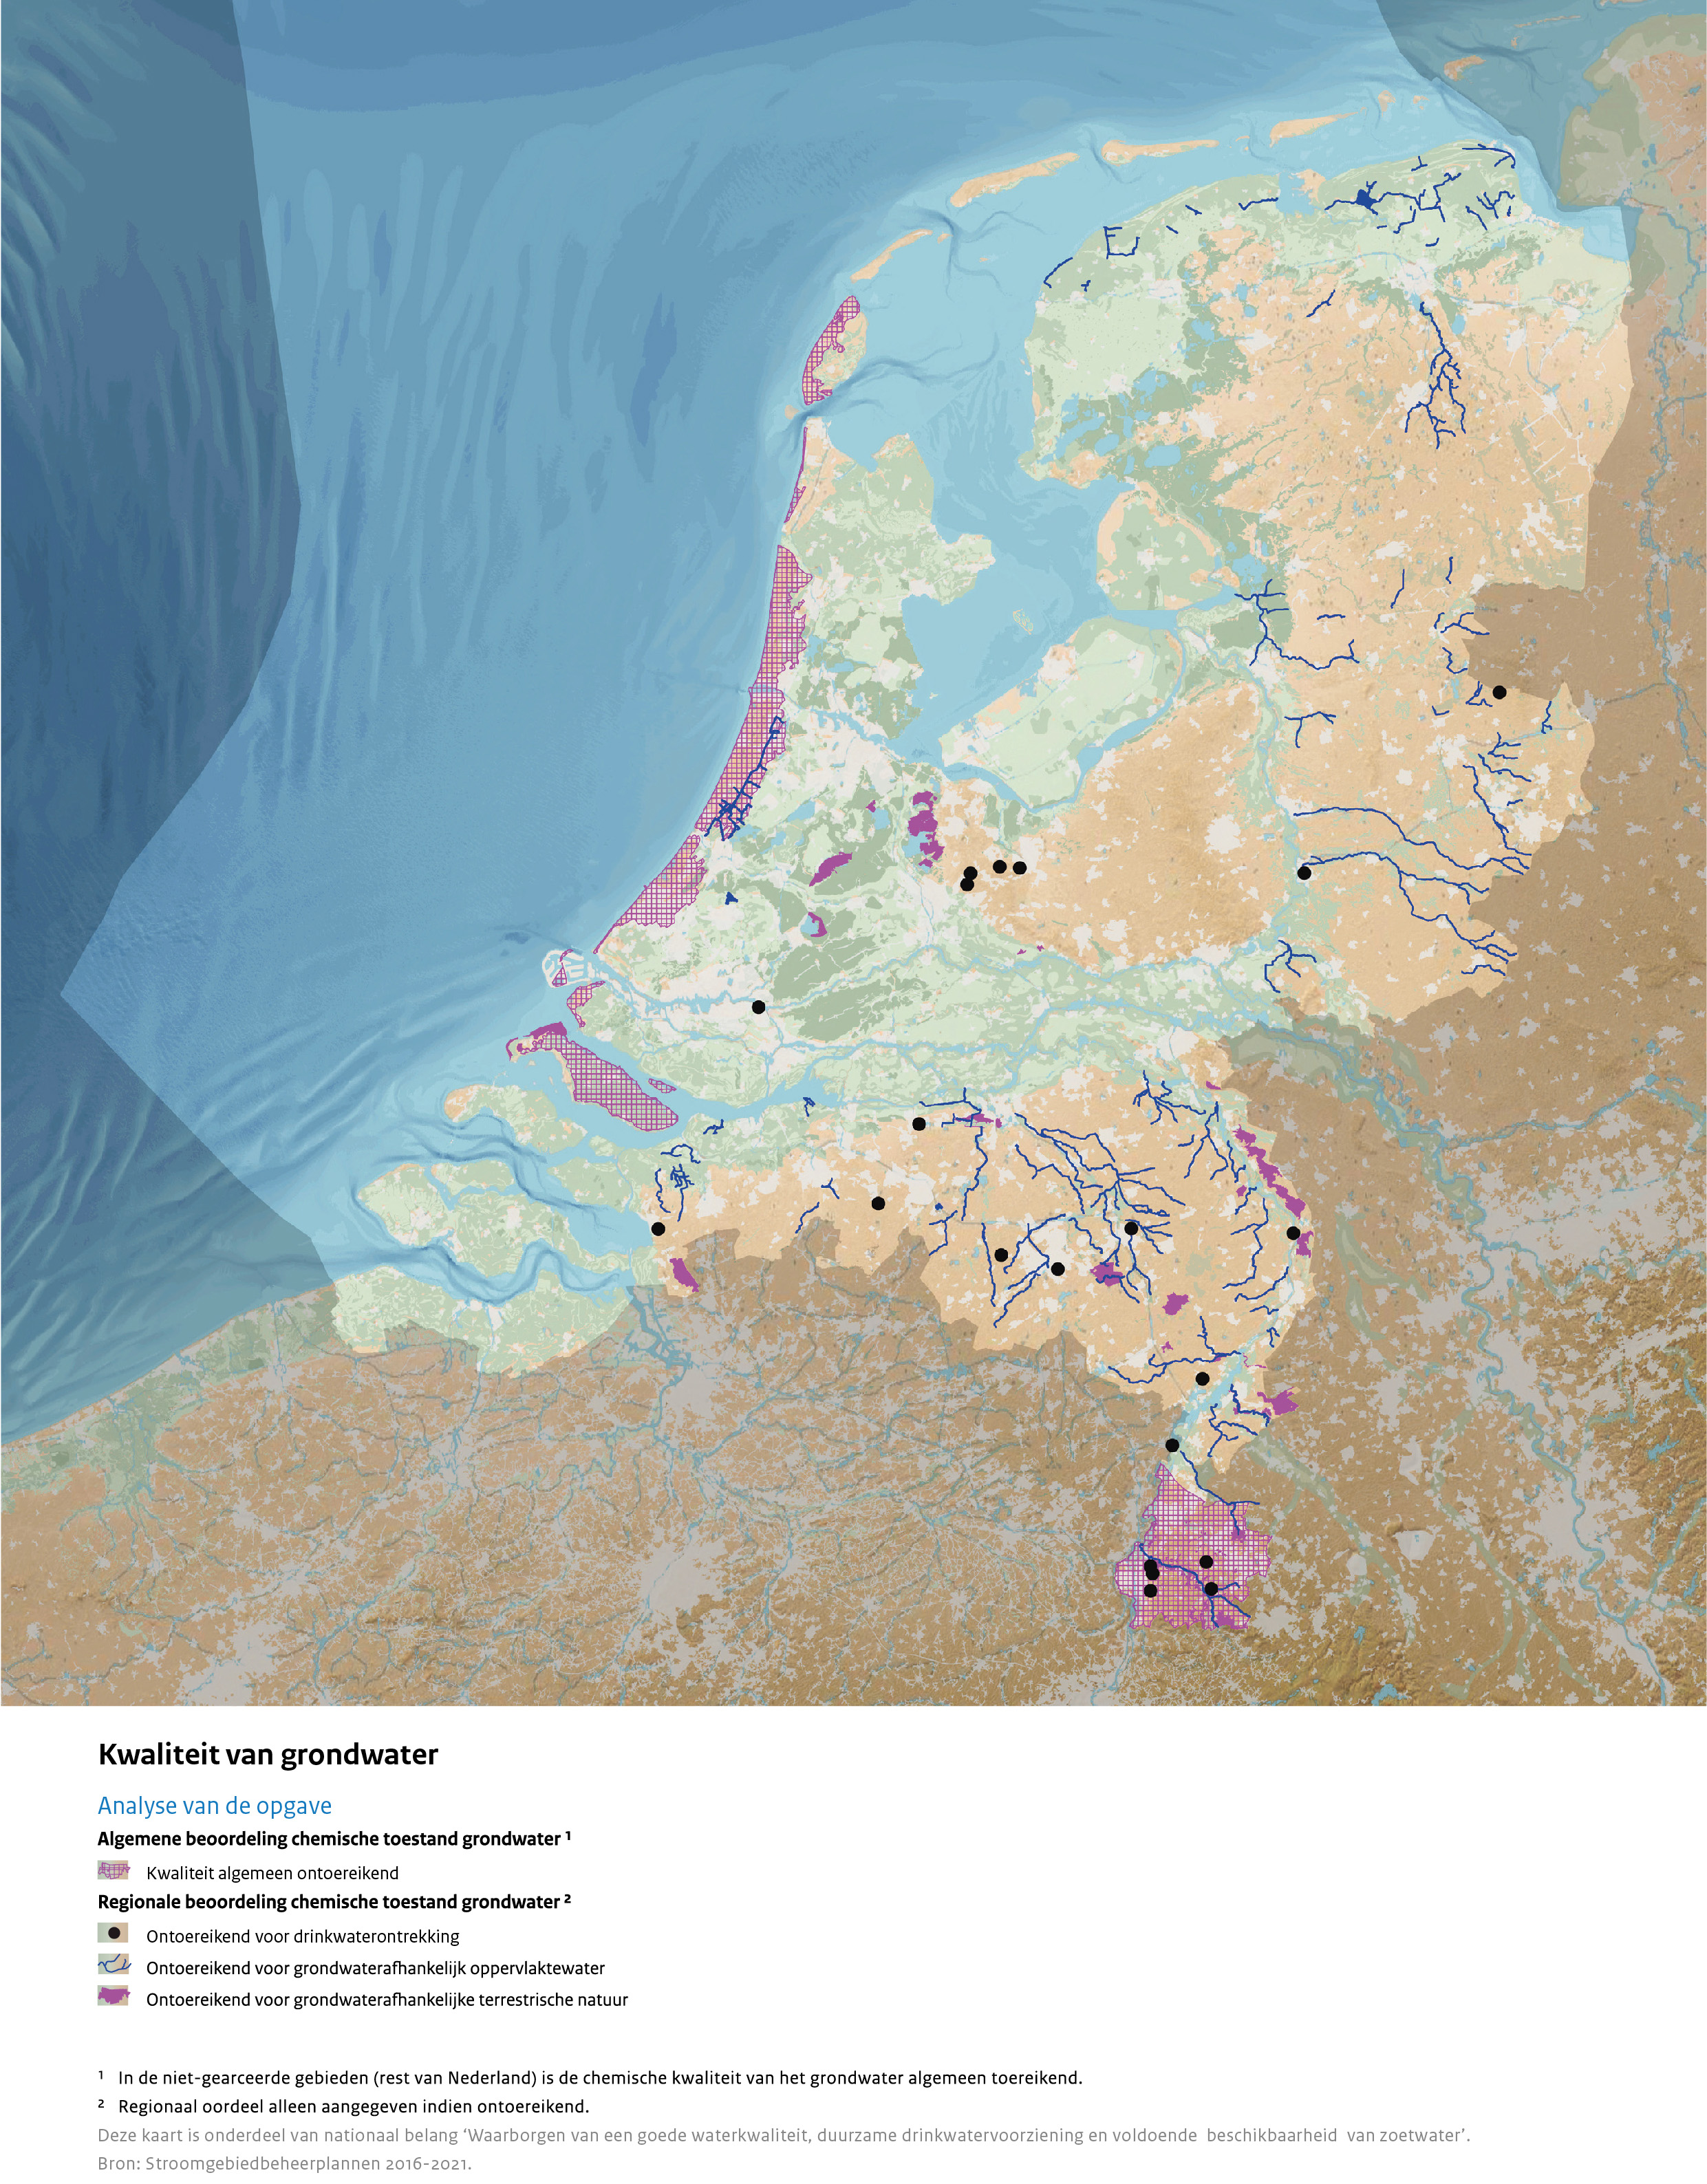 Kwaliteit van grondwater
Analyse van de opgave
Algemene beoordeling chemische toestand grondwater ¹
Kwaliteit algemeen ontoereikend
Regionale beoordeling chemische toestand grondwater ²
Ontoereikend voor drinkwaterontrekking
Ontoereikend voor grondwaterafhankelijk oppervlaktewater
Ontoereikend voor grondwaterafhankelijke terrestrische natuur
¹ In de niet-gearceerde gebieden (rest van Nederland) is de chemische kwaliteit van het grondwater algemeen toereikend.
² Regionaal oordeel alleen aangegeven indien ontoereikend.
Deze kaart is onderdeel van nationaal belang ‘Waarborgen van een goede waterkwaliteit, duurzame drinkwatervoorziening en voldoende beschikbaarheid van zoetwater’.
Bron: Stroomgebiedbeheerplannen 2016-2021.